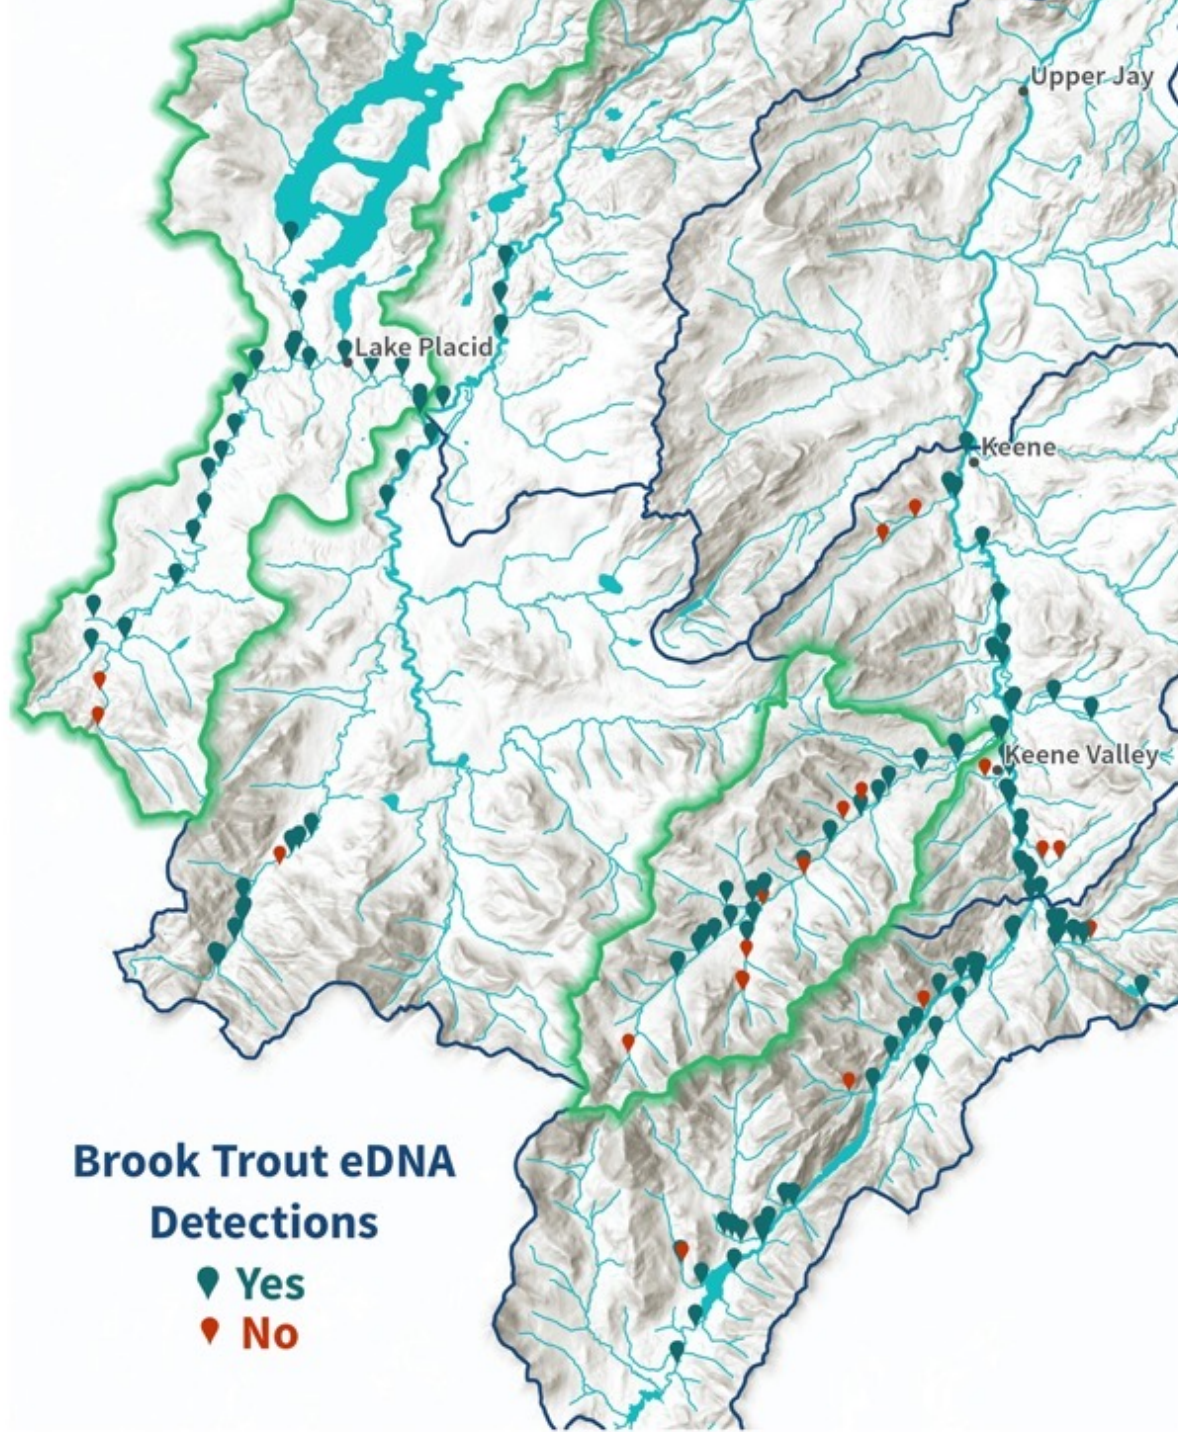 Upper Jay
Lake Placid
Keene
Keene Valley
Brook Trout eDNA
Detections
Yes
No